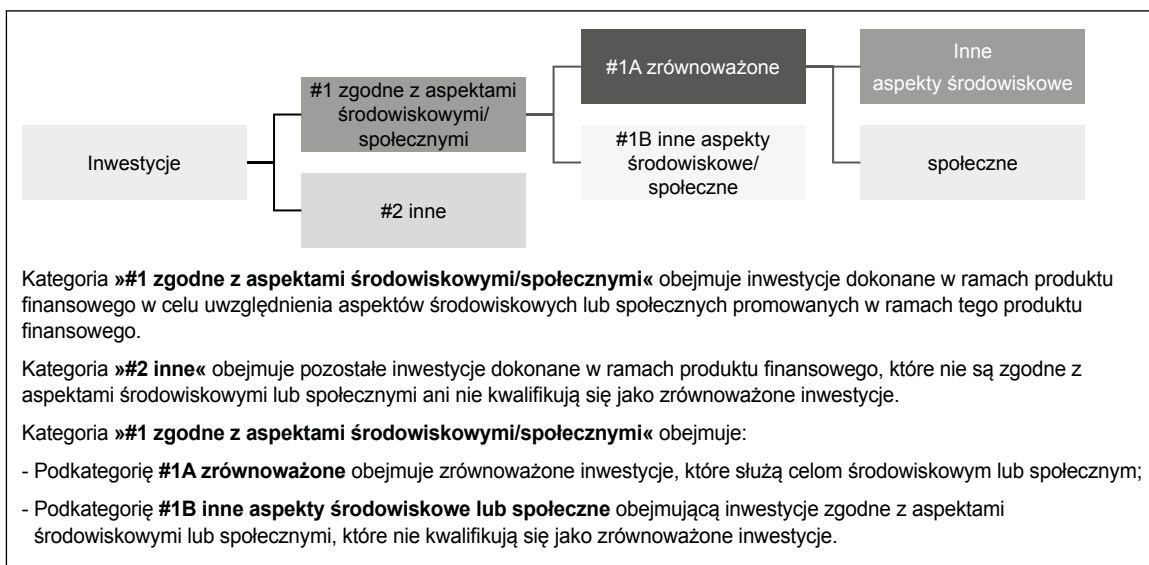 Inwestycje
#1 zgodne z aspektami
środowiskowymi/
społecznymi
#2 inne
#1A zrównoważone
#1B inne aspekty
środowiskowe/
społeczne
Inne
aspekty środowiskowe
społeczne
Kategoria »#1 zgodne z aspektami środowiskowymi/społecznymi« obejmuje inwestycje dokonane w ramach produktu
finansowego w celu uwzględnienia aspektów środowiskowych lub społecznych promowanych w ramach tego produktu
finansowego.
Kategoria »#2 inne« obejmuje pozostałe inwestycje dokonane w ramach produktu finansowego, które nie są zgodne z
aspektami środowiskowymi lub społecznymi ani nie kwalifikują się jako zrównoważone inwestycje.
Kategoria »#1 zgodne z aspektami środowiskowymi/społecznymi« obejmuje:
- Podkategorię #1A zrównoważone obejmuje zrównoważone inwestycje, które służą celom środowiskowym lub społecznym;
- Podkategorię #1B inne aspekty środowiskowe lub społeczne obejmującą inwestycje zgodne z aspektami
środowiskowymi lub społecznymi, które nie kwalifikują się jako zrównoważone inwestycje.